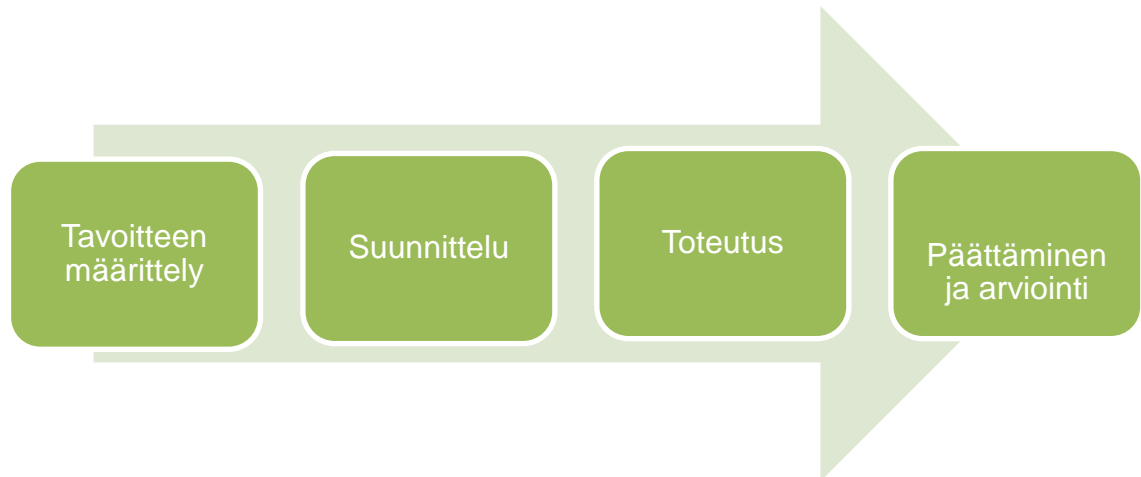 Tavoitteen
määrittely
Suunnittelu
Toteutus
Päättäminen
ja arviointi